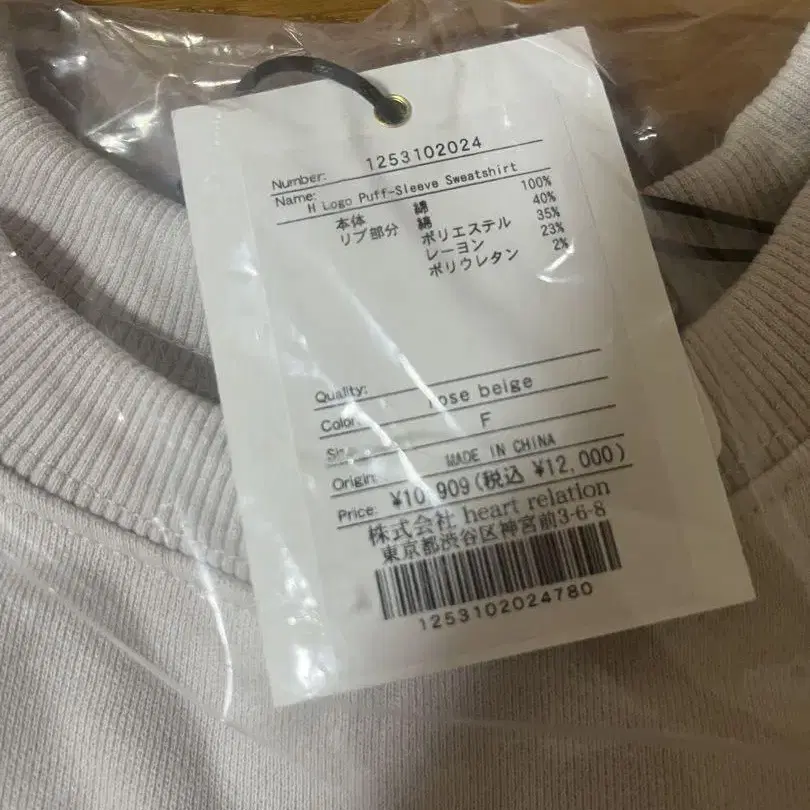 Number: 1253102024
Name: H Logo Puff-Sleeve Sweatshirt
本体 綿 100%
リブ部分 綿 40%
ポリエステル 35%
レーヨン 23%
ポリウレタン 2%
Quality:
Color: rose beige
F
Origin: MADE IN CHINA
Price: ¥10,909(税込 ¥12,000)
株式会社 heart relation
東京都渋谷区神宮前3-6-8
1253102024780